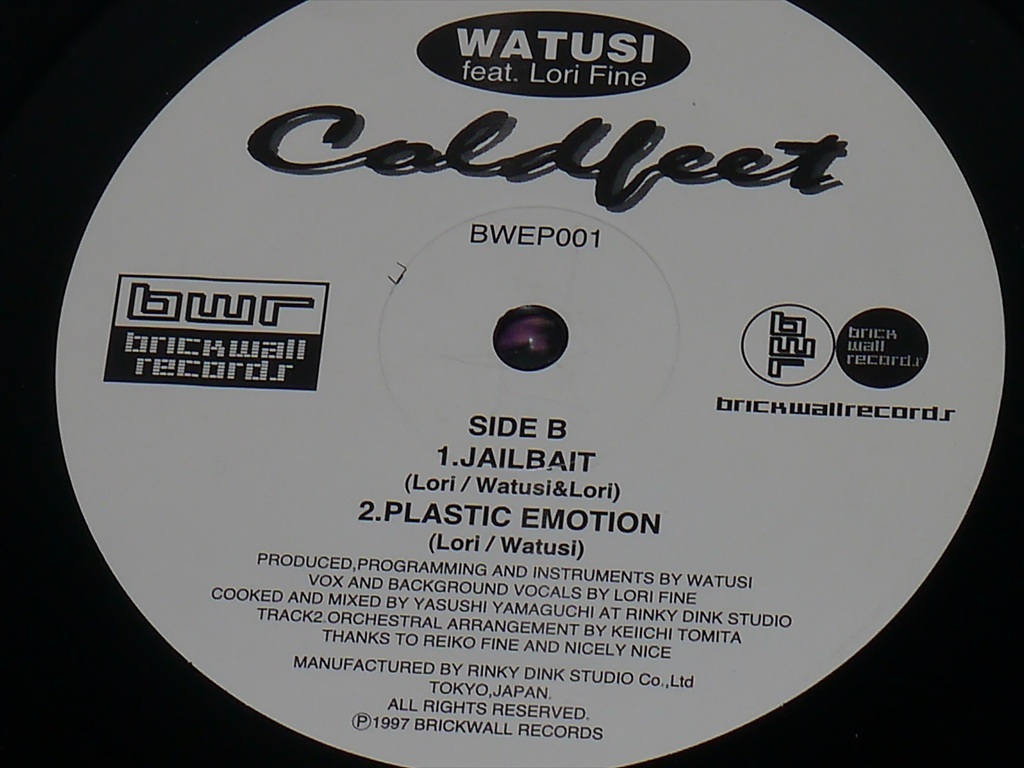 WATUSI
feat. Lori Fine
Coldfeet
BWEP001
bwr
brickwall
records
bwr
brick
wall
records
brickwallrecords
SIDE B
1.JAILBAIT
(Lori / Watusi&Lori)
2.PLASTIC EMOTION
(Lori / Watusi)
PRODUCED,PROGRAMMING AND INSTRUMENTS BY WATUSI
VOX AND BACKGROUND VOCALS BY LORI FINE
COOKED AND MIXED BY YASUSHI YAMAGUCHI AT RINKY DINK STUDIO
TRACK2.ORCHESTRAL ARRANGEMENT BY KEIICHI TOMITA
THANKS TO REIKO FINE AND NICELY NICE
MANUFACTURED BY RINKY DINK STUDIO Co.,Ltd
TOKYO,JAPAN.
ALL RIGHTS RESERVED.
Ⓟ1997 BRICKWALL RECORDS